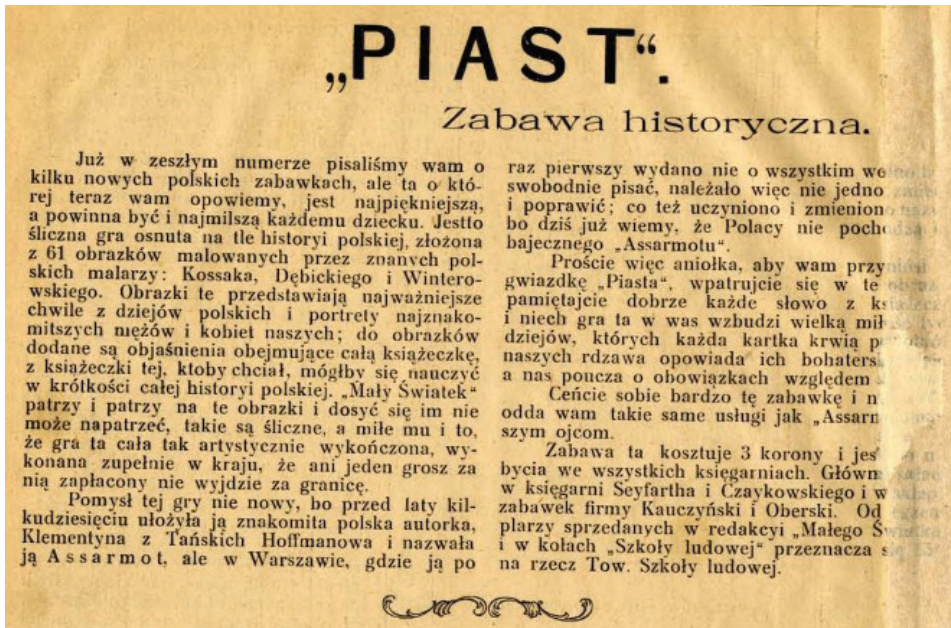 „PIAST“.
Zabawa historyczna.
Już w zeszłym numerze pisaliśmy wam o
kilku nowych polskich zabawkach, ale ta o któ-
rej teraz wam opowiemy, jest najpiękniejszą,
a powinna być i najmilszą każdemu dziecku. Jestto
śliczna gra osnuta na tle historyi polskiej, złożona
z 61 obrazków malowanych przez znanych pol-
skich malarzy: Kossaka, Dębickiego i Wintero-
wskiego. Obrazki te przedstawiają najważniejsze
chwile z dziejów polskich i portrety najznako-
mitszych mężów i kobiet naszych; do obrazków
dodane są objaśnienia obejmujące całą książeczkę,
z książeczki tej, ktoby chciał, mógłby się nauczyć
w krótkości całej historyi polskiej. „Mały Światek“
patrzy i patrzy na te obrazki i dosyć się im nie
może napatrzeć, takie są śliczne, a miłe mu i to,
że gra ta cała tak artystycznie wykończona, wy-
konana zupełnie w kraju, że ani jeden grosz za
nią zapłacony nie wyjdzie za granicę.
Pomysł tej gry nie nowy, bo przed laty kil-
kudziesięciu ułożyła ją znakomita polska autorka,
Klementyna z Tańskich Hoffmanowa i nazwała
ją Assarmot, ale w Warszawie, gdzie ją po
raz pierwszy wydano nie o wszystkim wo
swobodnie pisać, należało więc nie jedno
i poprawić; co też uczyniono i zmienion
bo dziś już wiemy, że Polacy nie poch
bajecznego „Assarmotu“.
Proście więc aniołka, aby wam przy
gwiazdkę „Piasta“, wpatrujcie się w te
pamiętajcie dobrze każde słowo z
i niech gra ta w was wzbudzi wielką mił
dziejów, których każda kartka krwią
naszych rdzawa opowiada ich bohaters
a nas poucza o obowiązkach względem
Ceńcie sobie bardzo tę zabawkę i n
odda wam takie same usługi jak „Assarm
szym ojcom.
Zabawa ta kosztuje 3 korony i jes
bycia we wszystkich księgarniach. Główn
w księgarni Seyfartha i Czaykowskiego i w
zabawek firmy Kauczyński i Oberski. Od
plarzy sprzedanych w redakcyi „Małego Ś
i w kołach „Szkoły ludowej“ przeznacza
na rzecz Tow. Szkoły ludowej.